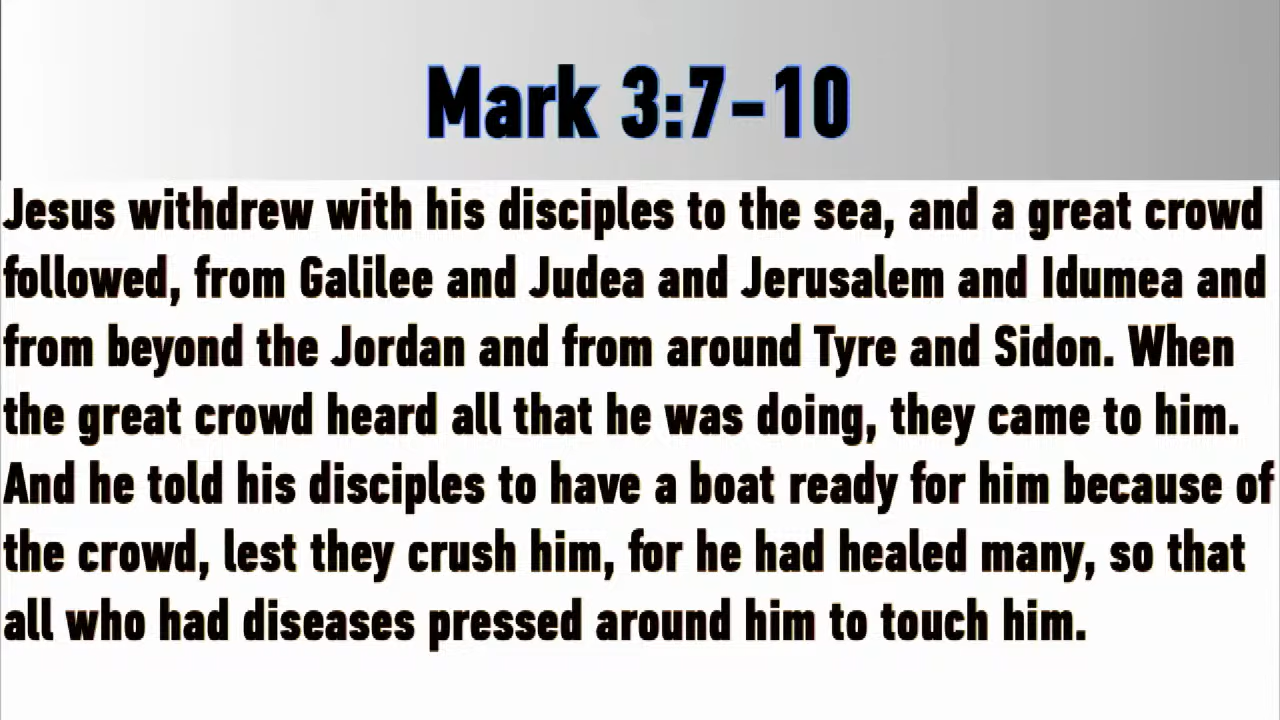 Mark 3:7–10
Jesus withdrew with his disciples to the sea, and a great crowd
followed, from Galilee and Judea and Jerusalem and Idumea and
from beyond the Jordan and from around Tyre and Sidon. When
the great crowd heard all that he was doing, they came to him.
And he told his disciples to have a boat ready for him because of
the crowd, lest they crush him, for he had healed many, so that
all who had diseases pressed around him to touch him.